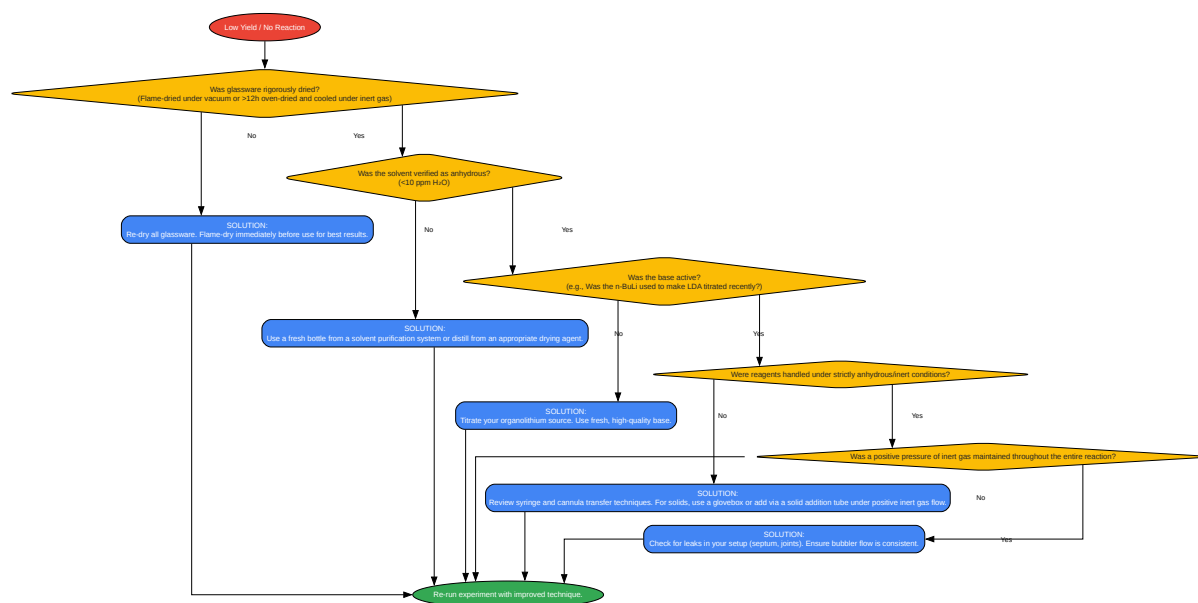 Low Yield / No Reaction
Was glassware rigorously dried?
(Flame-dried under vacuum or >12h oven-dried and cooled under inert gas)
No
Yes
Was the solvent verified as anhydrous?
(<10 ppm H₂O)
SOLUTION:
Re-dry all glassware. Flame-dry immediately before use for best results.
No
Yes
Was the base active?
(e.g., Was the n-BuLi used to make LDA titrated recently?)
SOLUTION:
Use a fresh bottle from a solvent purification system or distill from an appropriate drying agent.
No
Yes
Were reagents handled under strictly anhydrous/inert conditions?
SOLUTION:
Titrate your organolithium source. Use fresh, high-quality base.
No
Yes
Was a positive pressure of inert gas maintained throughout the entire reaction?
SOLUTION:
Review syringe and cannula transfer techniques. For solids, use a glovebox or add via a solid addition tube under positive inert gas flow.
No
SOLUTION:
Check for leaks in your setup (septum, joints). Ensure bubbler flow is consistent.
Yes
Re-run experiment with improved technique.